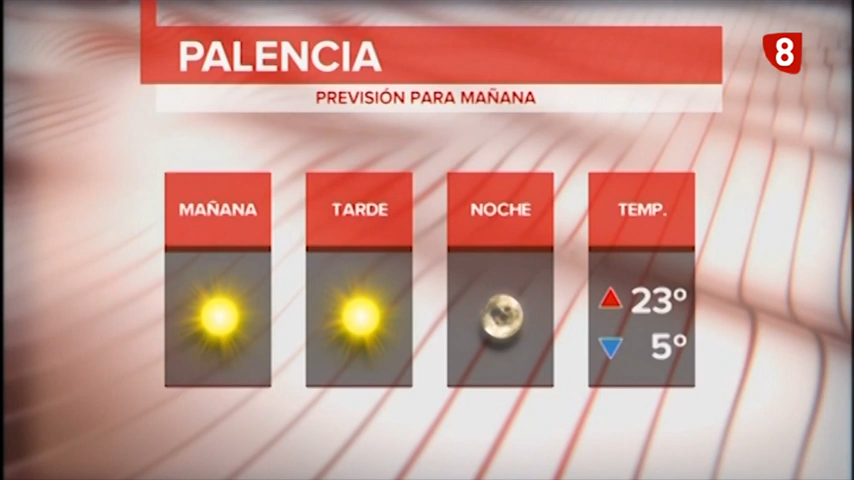 PALENCIA
8
PREVISIÓN PARA MAÑANA
MAÑANA
TARDE
NOCHE
TEMP.
23º
5º